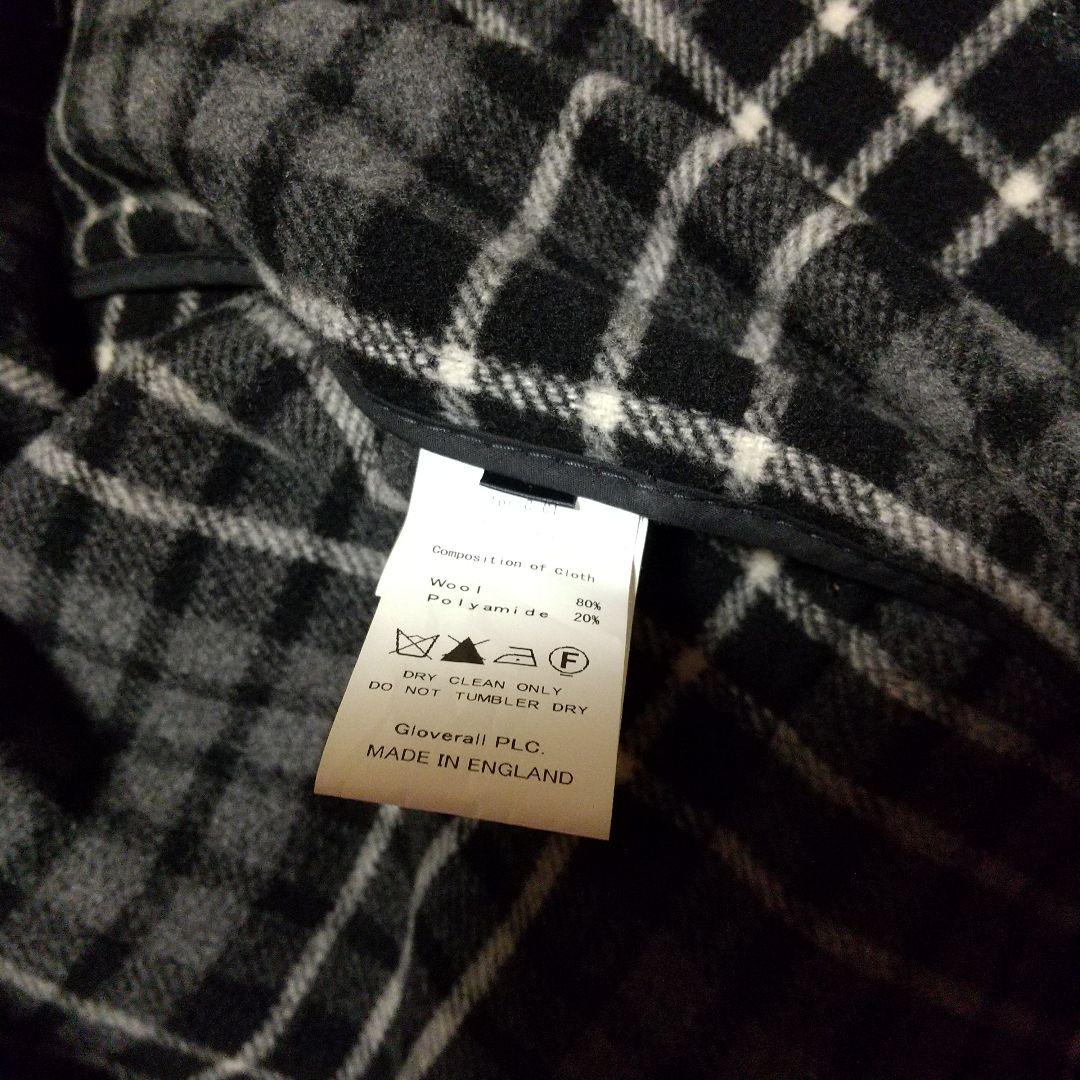 Composition of Cloth
Wool 80%
Polyamide 20%
F
DRY CLEAN ONLY
DO NOT TUMBLER DRY
Gloverall PLC.
MADE IN ENGLAND